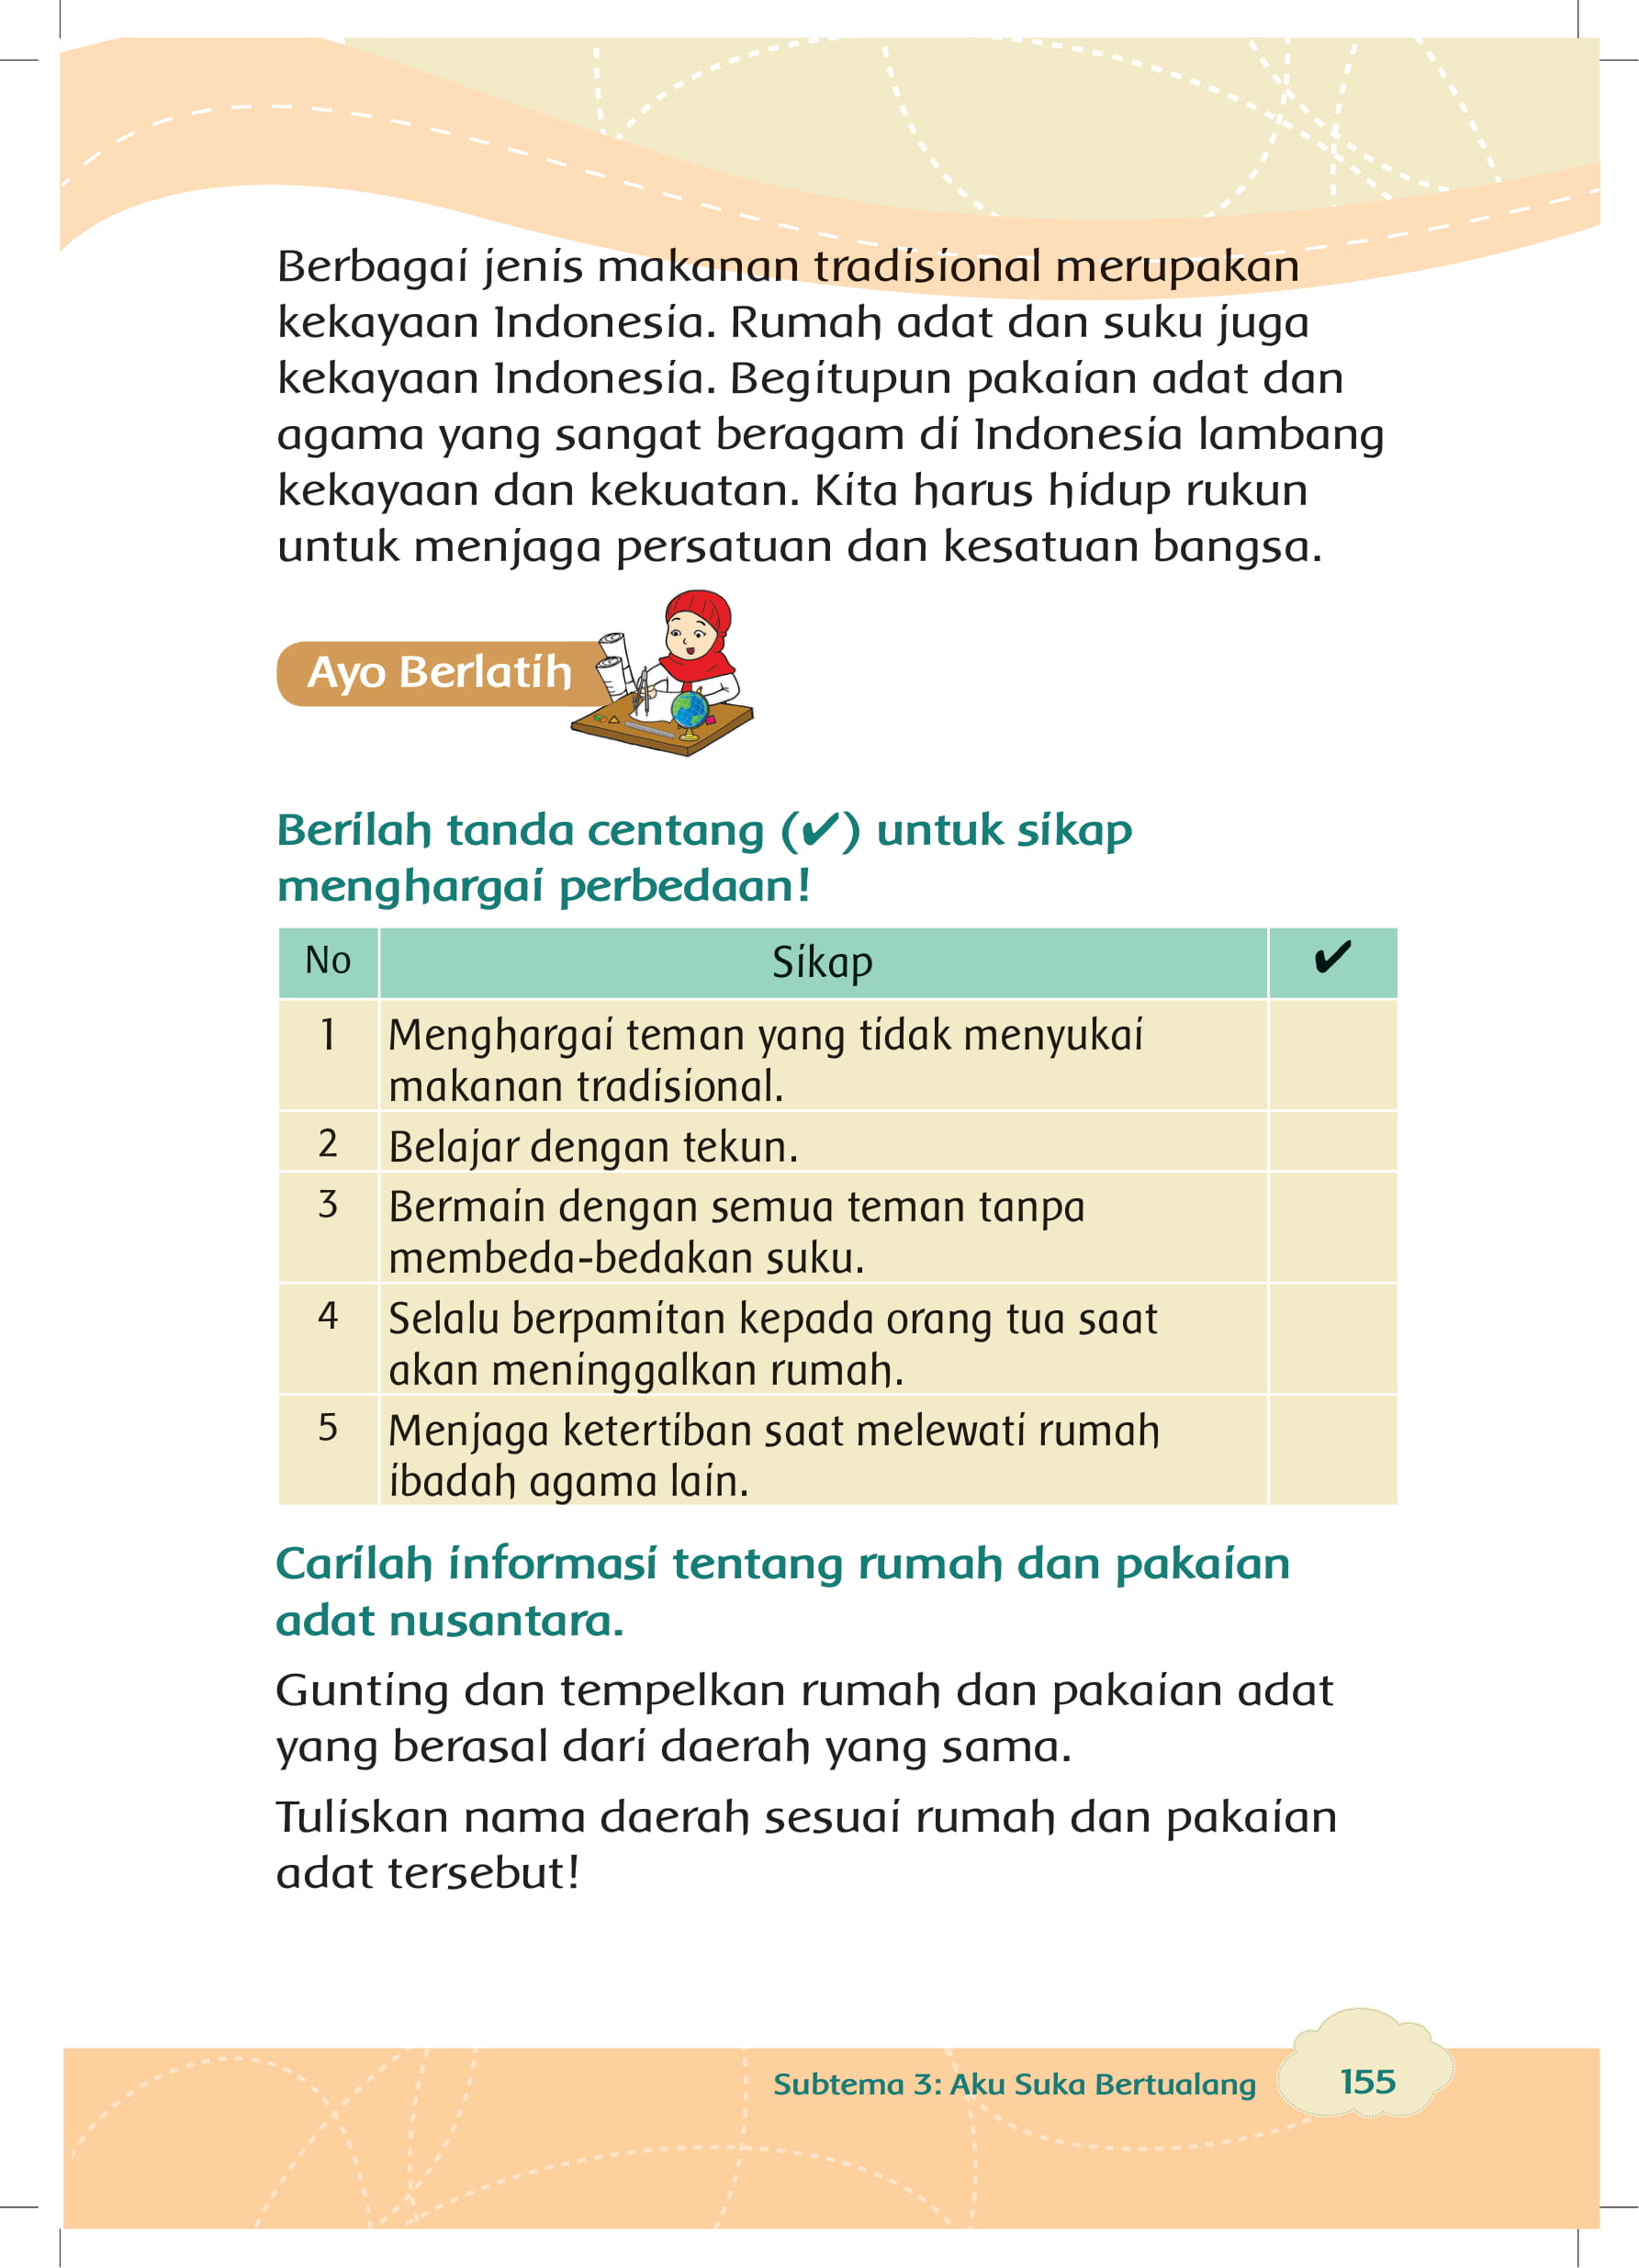 Berbagai jenis makanan tradisional merupakan
kekayaan Indonesia. Rumah adat dan suku juga
kekayaan Indonesia. Begitupun pakaian adat dan
agama yang sangat beragam di Indonesia lambang
kekayaan dan kekuatan. Kita harus hidup rukun
untuk menjaga persatuan dan kesatuan bangsa.
Ayo Berlatih
Berilah tanda centang (✔) untuk sikap
menghargai perbedaan!
No Sikap ✔
1 Menghargai teman yang tidak menyukai
makanan tradisional.
2 Belajar dengan tekun.
3 Bermain dengan semua teman tanpa
membeda-bedakan suku.
4 Selalu berpamitan kepada orang tua saat
akan meninggalkan rumah.
5 Menjaga ketertiban saat melewati rumah
ibadah agama lain.
Carilah informasi tentang rumah dan pakaian
adat nusantara.
Gunting dan tempelkan rumah dan pakaian adat
yang berasal dari daerah yang sama.
Tuliskan nama daerah sesuai rumah dan pakaian
adat tersebut!
Subtema 3: Aku Suka Bertualang 155